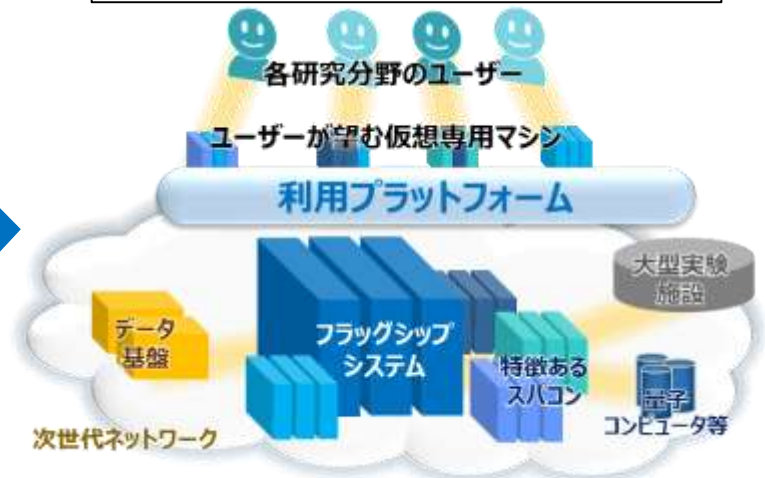 各研究分野のユーザー
ユーザーが望む仮想専用マシン
利用プラットフォーム
大型実験
施設
データ
基盤
フラッグシップ
システム
特徴ある
スパコン
量子
コンピュータ等
次世代ネットワーク